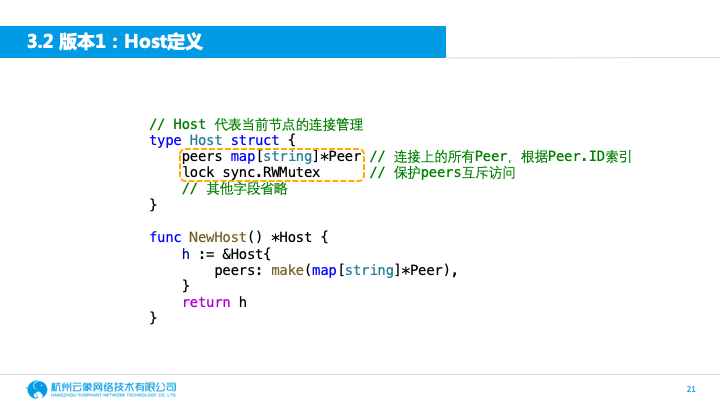 3.2 版本1：Host定义
// Host 代表当前节点的连接管理
type Host struct {
peers map[string]*Peer // 连接上的所有Peer，根据Peer.ID索引
lock sync.RWMutex // 保护peers互斥访问
// 其他字段省略
}
func NewHost() *Host {
h := &Host{
peers: make(map[string]*Peer),
}
return h
}
杭州云象网络技术有限公司
HANGZHOU YUNPHANT NETWORK TECHNOLOGY CO. LTD
21